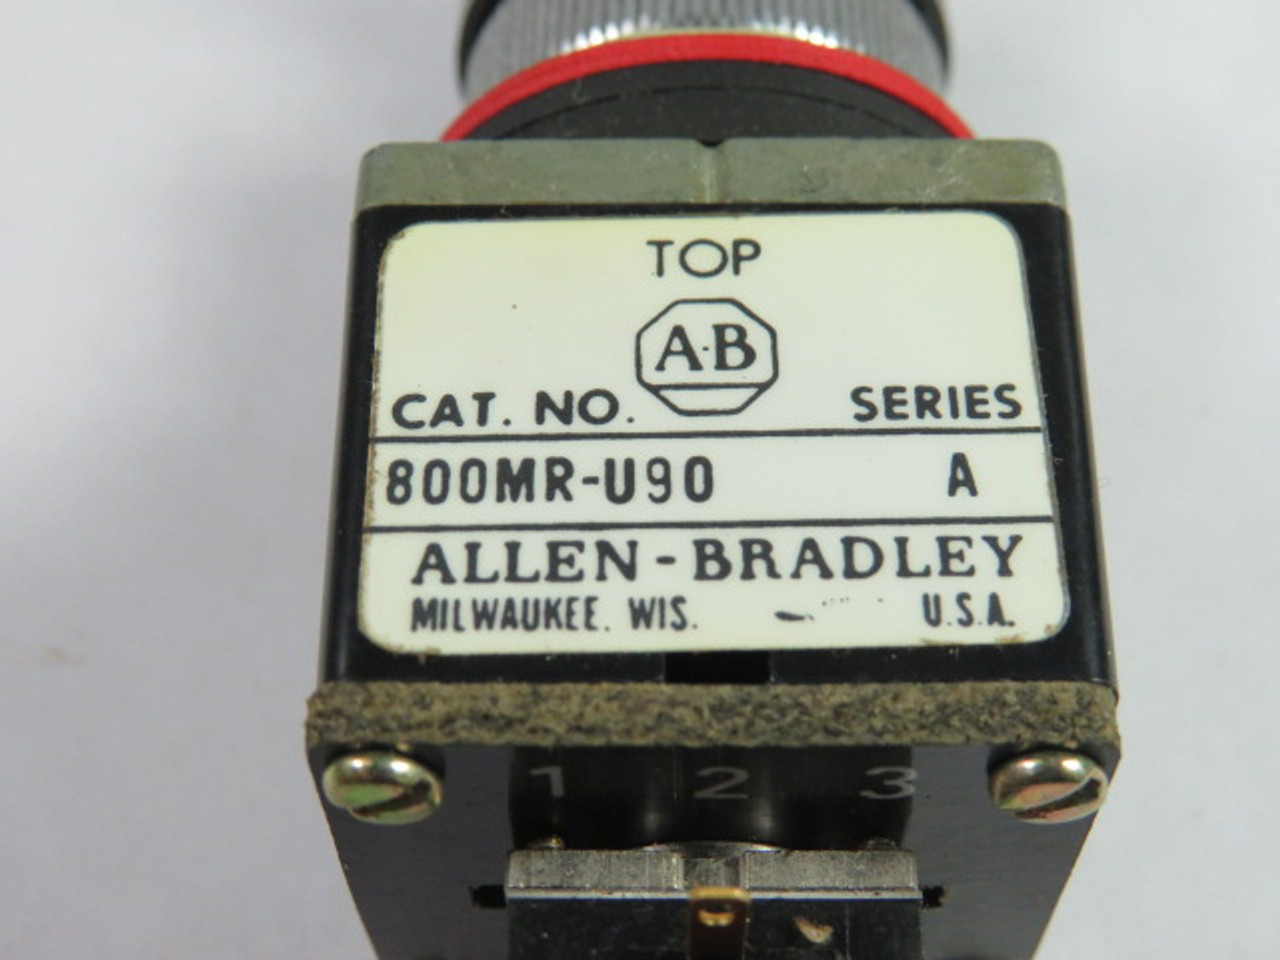 TOP
A·B
CAT. NO. SERIES
800MR-U90 A
ALLEN-BRADLEY
MILWAUKEE. WIS. U.S.A.
1 2 3